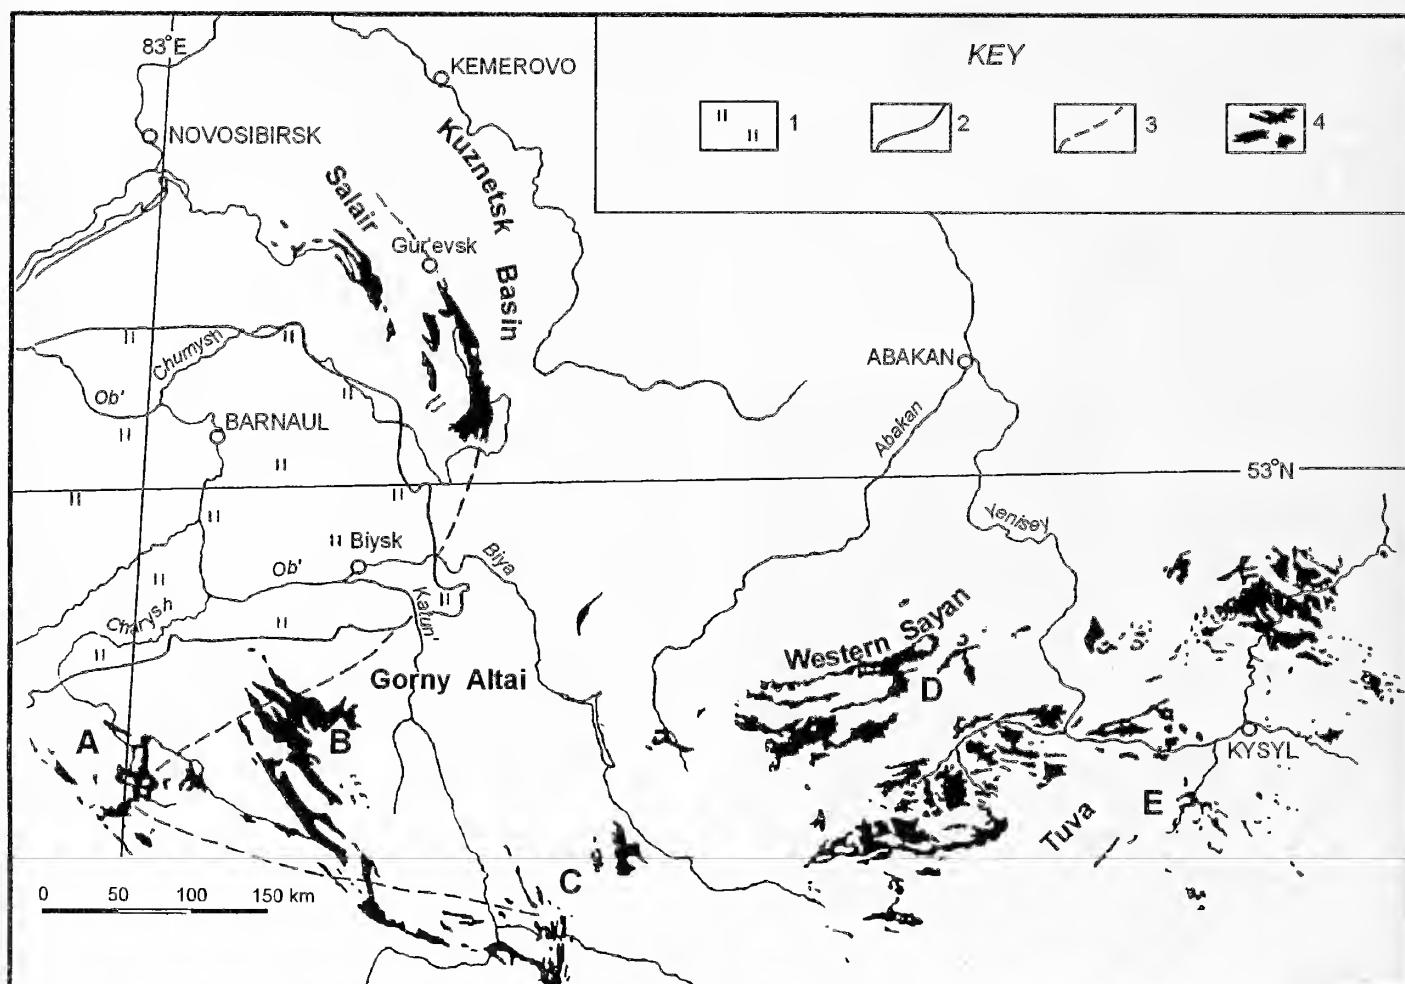 83°E
KEMEROVO
KEY
1
2
3
4
NOVOSIBIRSK
Kuznetsk Basin
Salair
Gur'evsk
Chumysh
Ob'
BARNAUL
ABAKAN
Abakan
53°N
Yenisey
Biysk
Ob'
Biya
Katun'
Charysh
Western Sayan
Gorny Altai
A
B
C
D
E
KYSYL
Tuva
0 50 100 150 km